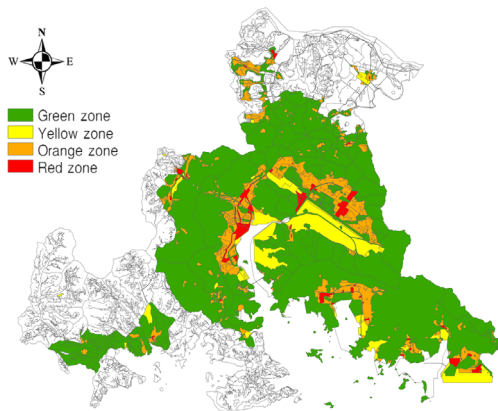 N
W E
S
Green zone
Yellow zone
Orange zone
Red zone